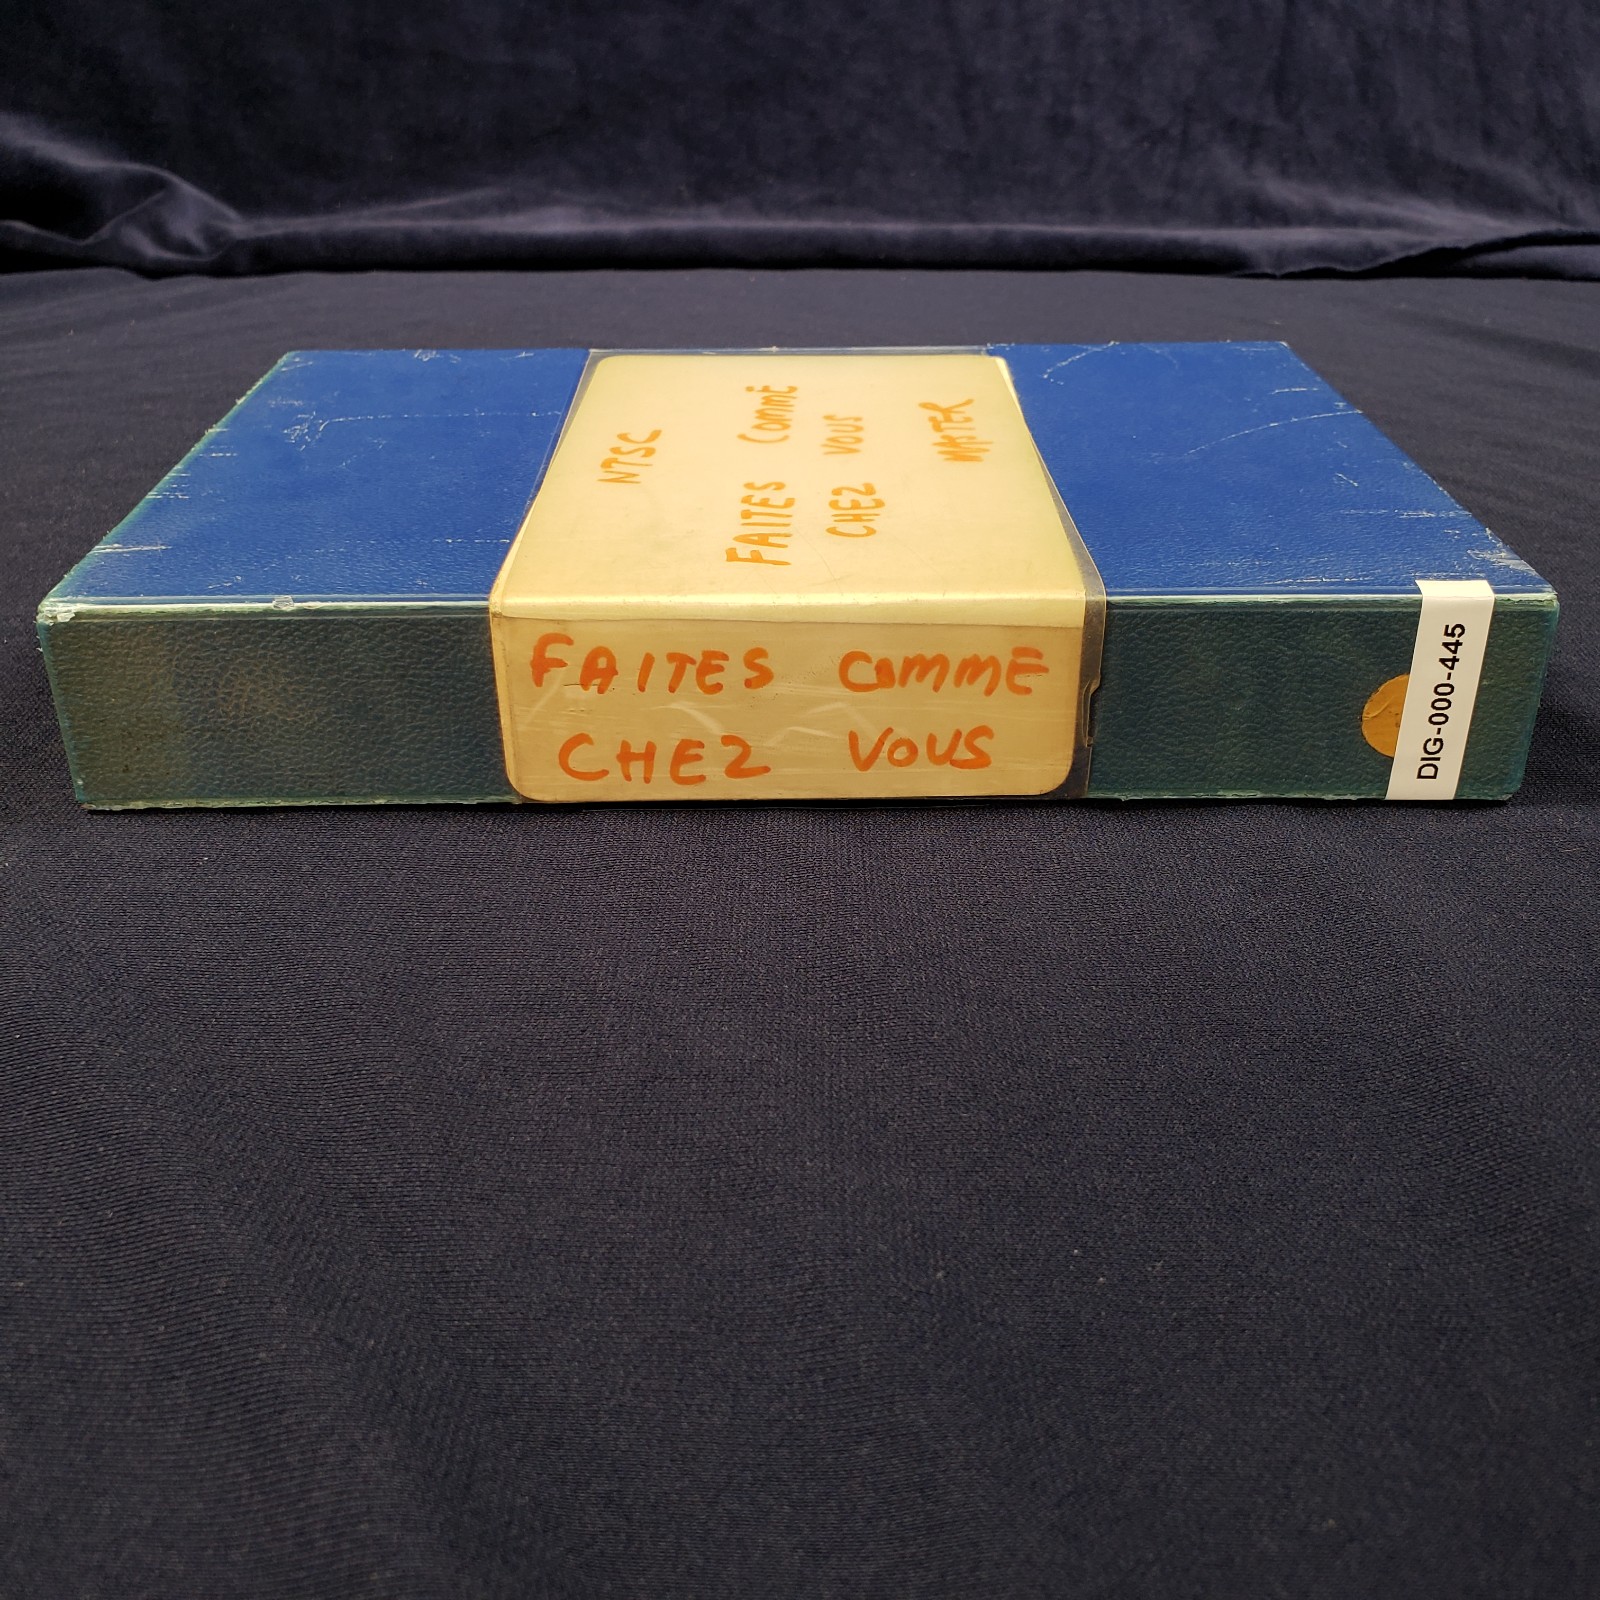 NTSC
FAITES COMME
CHEZ VOUS
MASTER
FAITES COMME
CHEZ VOUS
DIG-000-445